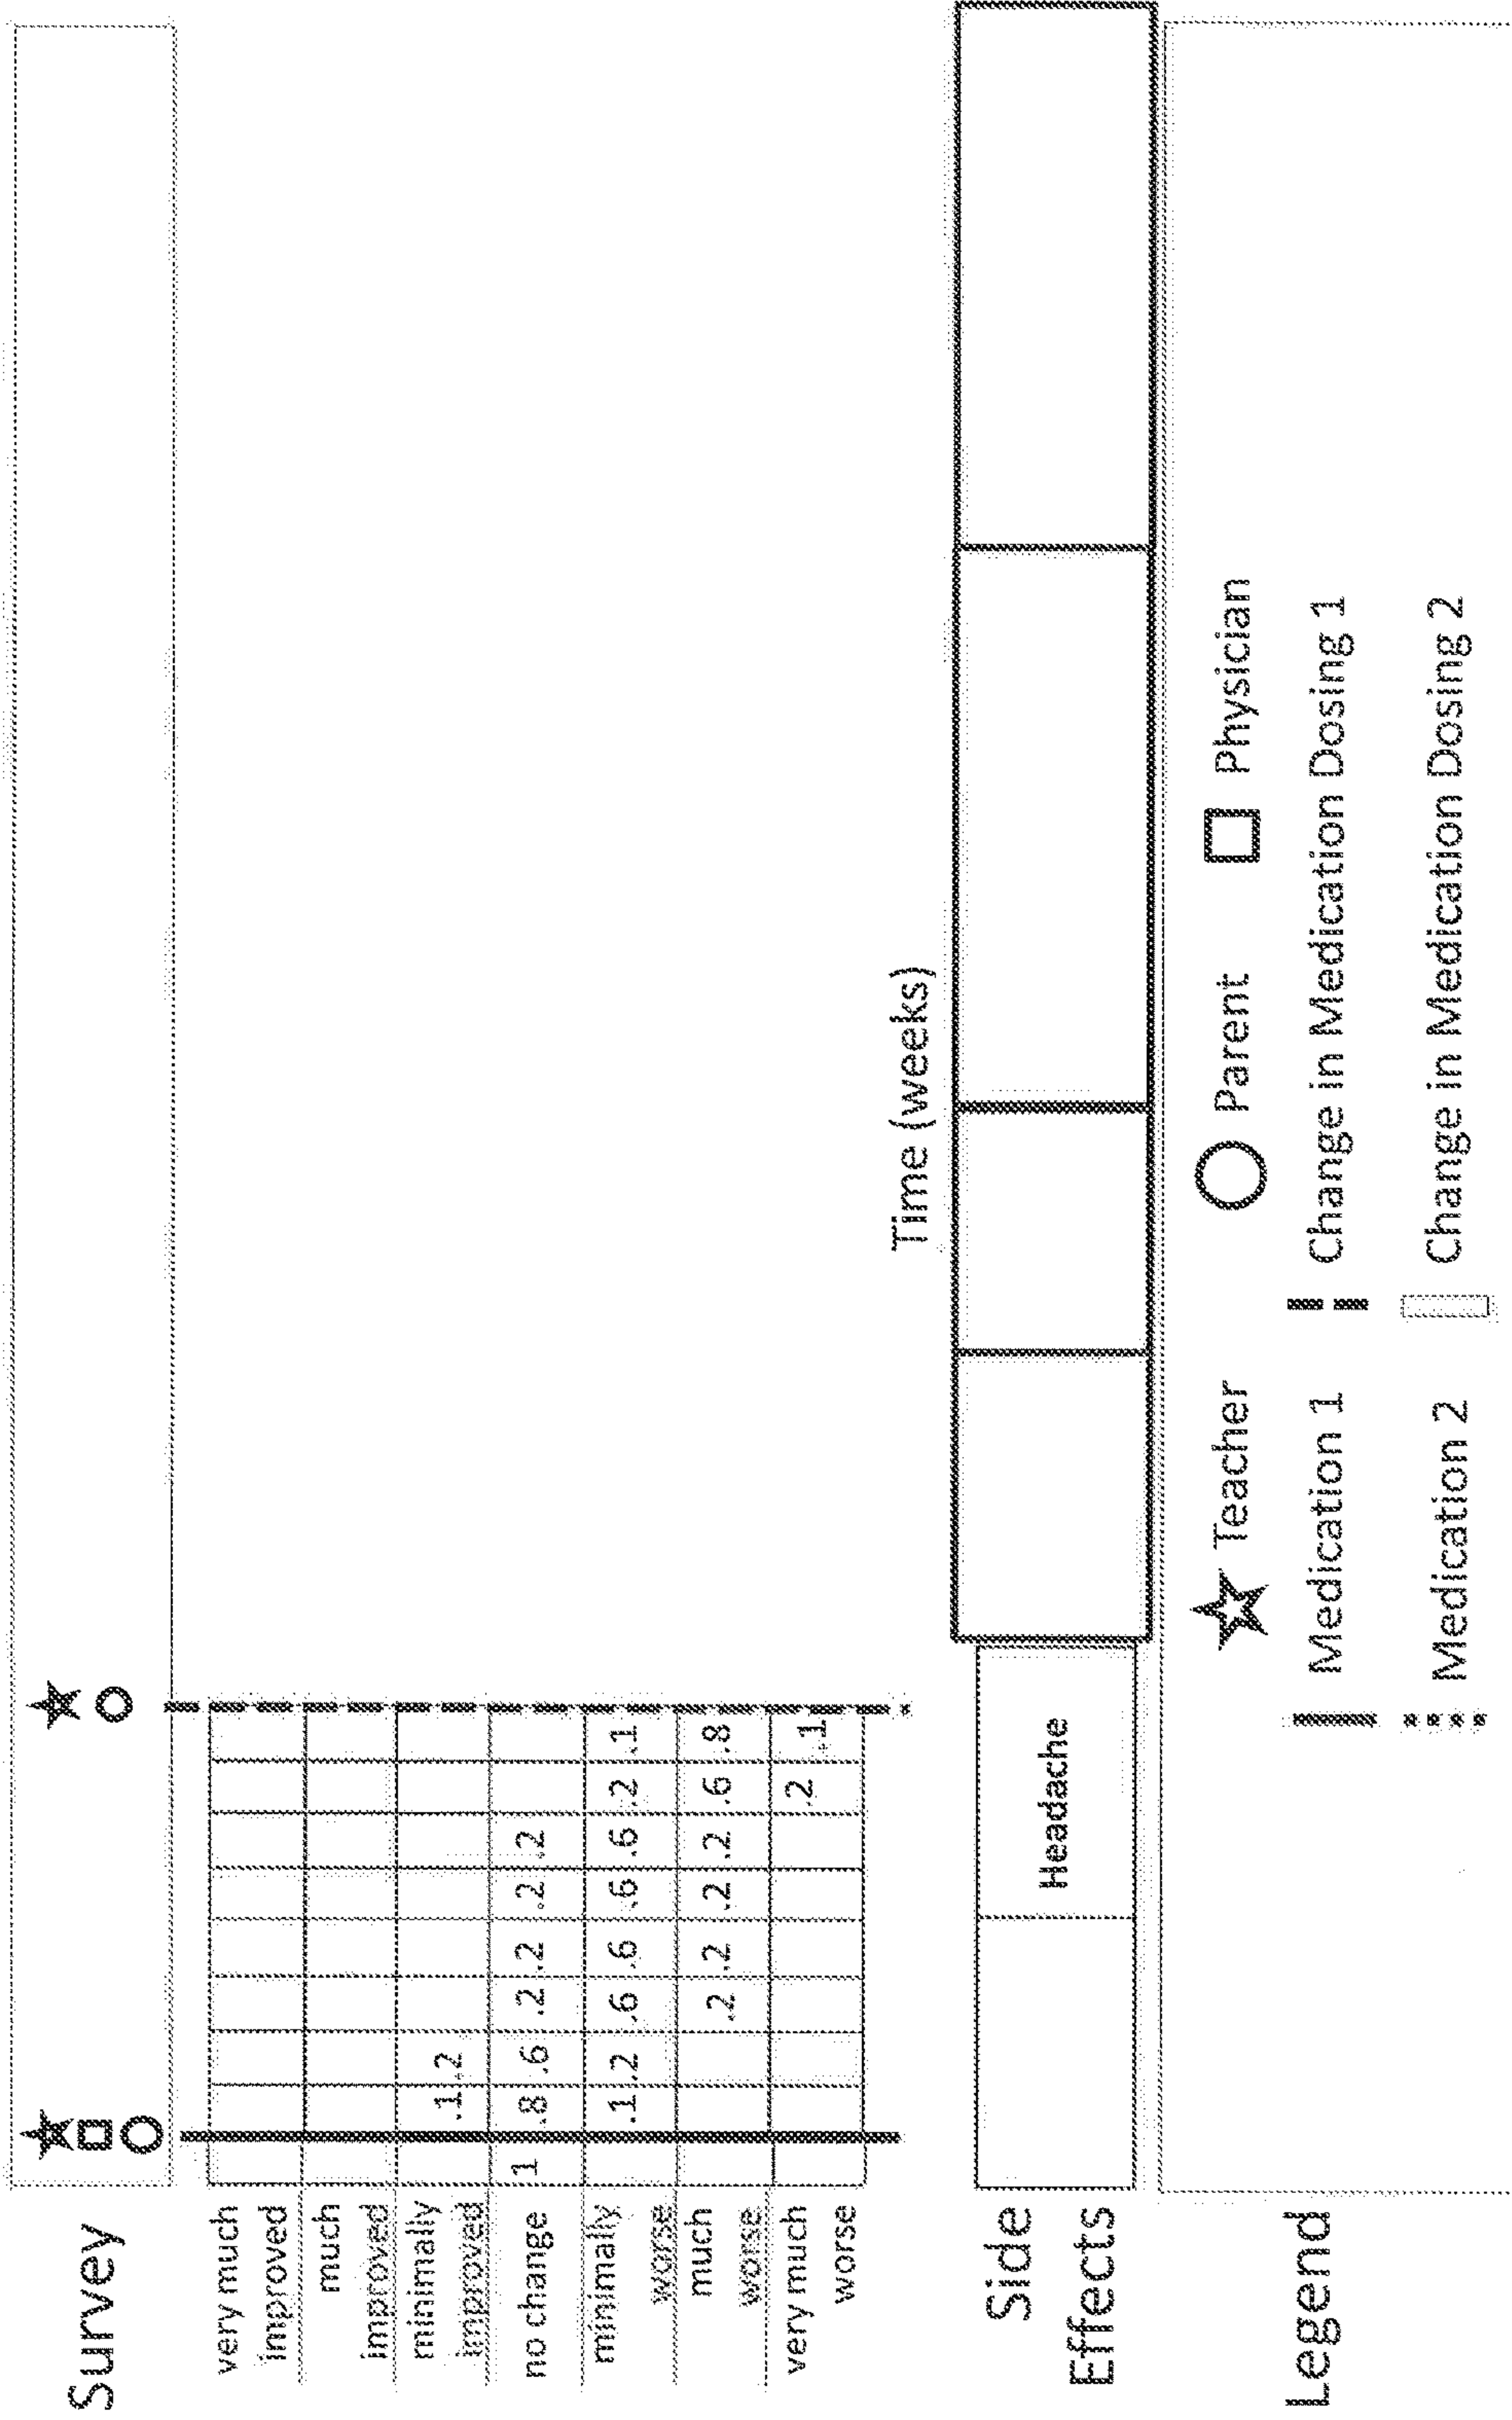 Survey
very much
improved
much
improved
minimally
improved
.1 .2
no change
1 .8 .6 .2 .2 .2 .2
minimally
worse
.1 .2 .6 .6 .6 .6 .2 .1
much
worse
.2 .2 .2 .2 .6 .8
very much
worse
.2 .1
Time (weeks)
Side
Effects
Headache
Legend
Teacher Parent Physician
Medication 1 Change in Medication Dosing 1
Medication 2 Change in Medication Dosing 2